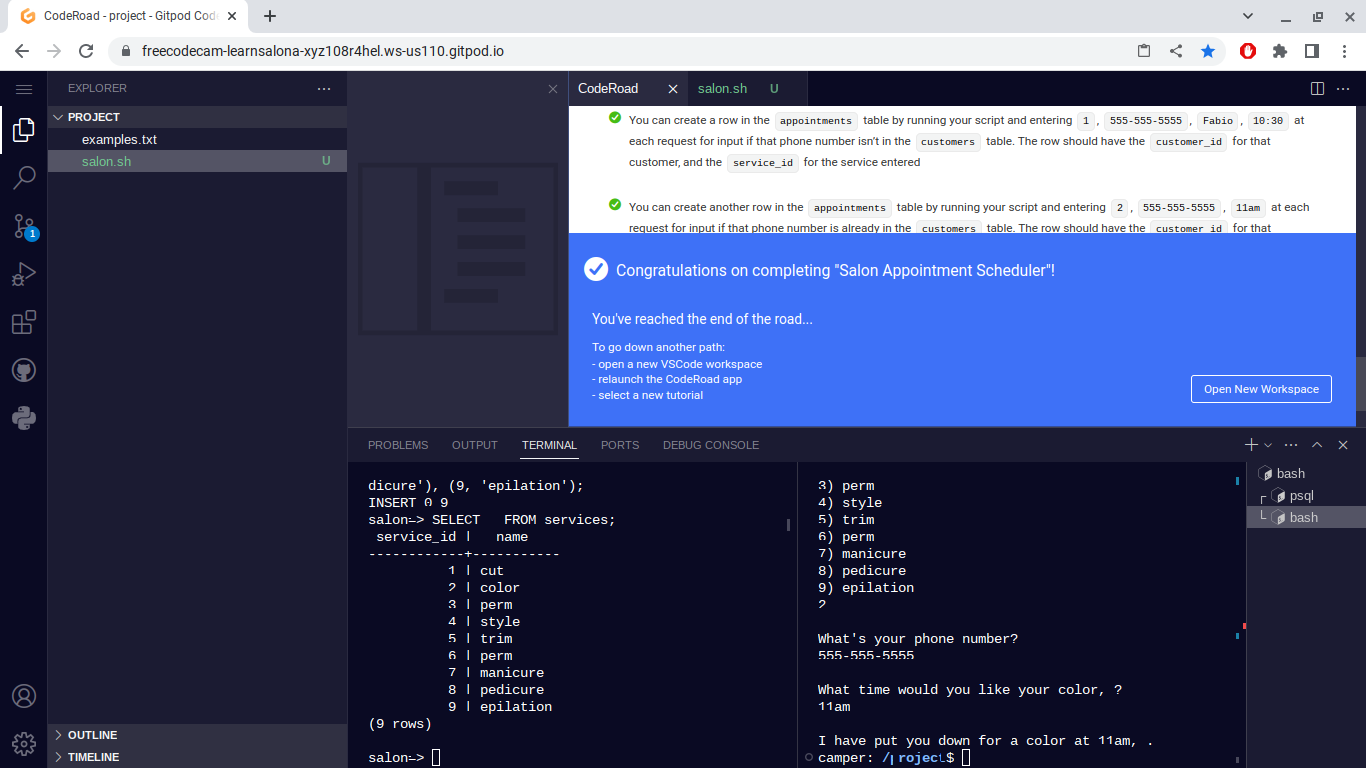 CodeRoad - project - Gitpod Code
freecodecam-learnsalona-xyz108r4hel.ws-us110.gitpod.io
EXPLORER
PROJECT
examples.txt
salon.sh U
1
OUTLINE
TIMELINE
CodeRoad
salon.sh U
You can create a row in the appointments table by running your script and entering 1 , 555-555-5555 , Fabio , 10:30 at
each request for input if that phone number isn't in the customers table. The row should have the customer_id for that
customer, and the service_id for the service entered
You can create another row in the appointments table by running your script and entering 2 , 555-555-5555 , 11am at each
request for input if that phone number is already in the customers table. The row should have the customer_id for that
Congratulations on completing "Salon Appointment Scheduler"!
You've reached the end of the road...
To go down another path:
- open a new VSCode workspace
- relaunch the CodeRoad app
- select a new tutorial
Open New Workspace
PROBLEMS OUTPUT TERMINAL PORTS DEBUG CONSOLE
dicure'), (9, 'epilation');
INSERT 0 9
salon=> SELECT   FROM services;
service_id |   name
------------+-----------
1 | cut
2 | color
3 | perm
4 | style
5 | trim
6 | perm
7 | manicure
8 | pedicure
9 | epilation
(9 rows)
salon=>
3) perm
4) style
5) trim
6) perm
7) manicure
8) pedicure
9) epilation
2
What's your phone number?
555-555-5555
What time would you like your color, ?
11am
I have put you down for a color at 11am, .
camper: /project$
bash
psql
bash